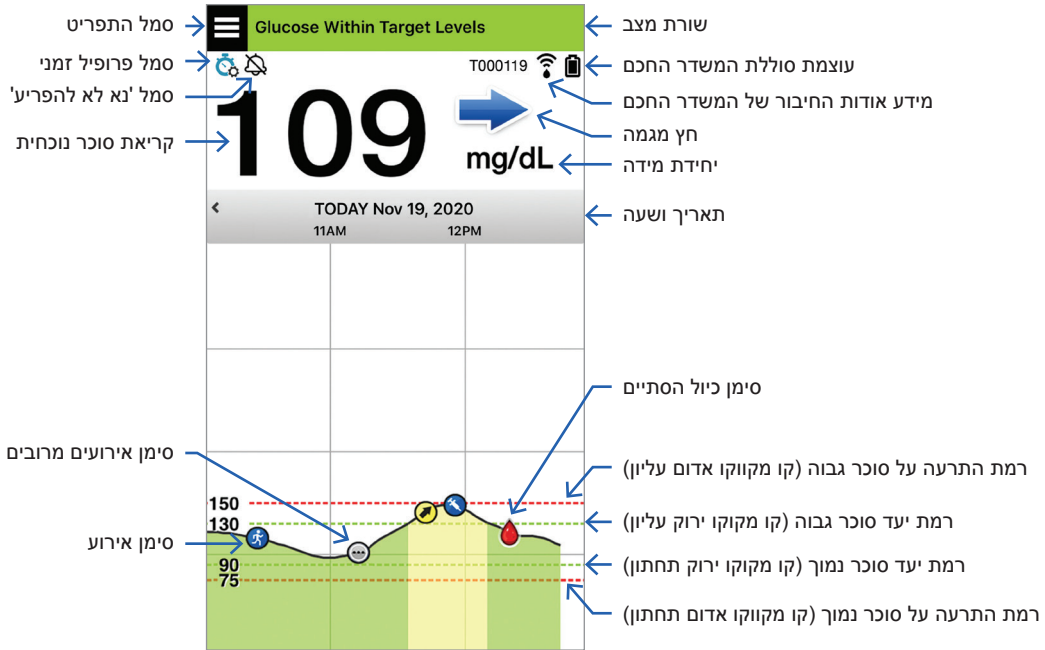 סמל התפריט
Glucose Within Target Levels
שורת מצב
סמל פרופיל זמני
T000119
עוצמת סוללת המשדר החכם
סמל 'נא לא להפריע'
מידע אודות החיבור של המשדר החכם
109
חץ מגמה
קריאת סוכר נוכחית
mg/dL
יחידת מידה
TODAY Nov 19, 2020
תאריך ושעה
11AM 12PM
סימן כיול הסתיים
סימן אירועים מרובים
רמת התרעה על סוכר גבוה (קו מקווקו אדום עליון)
150
130
רמת יעד סוכר גבוה (קו מקוקו ירוק עליון)
סימן אירוע
90
רמת יעד סוכר נמוך (קו מקוקו ירוק תחתון)
75
רמת התרעה על סוכר נמוך (קו מקווקו אדום תחתון)